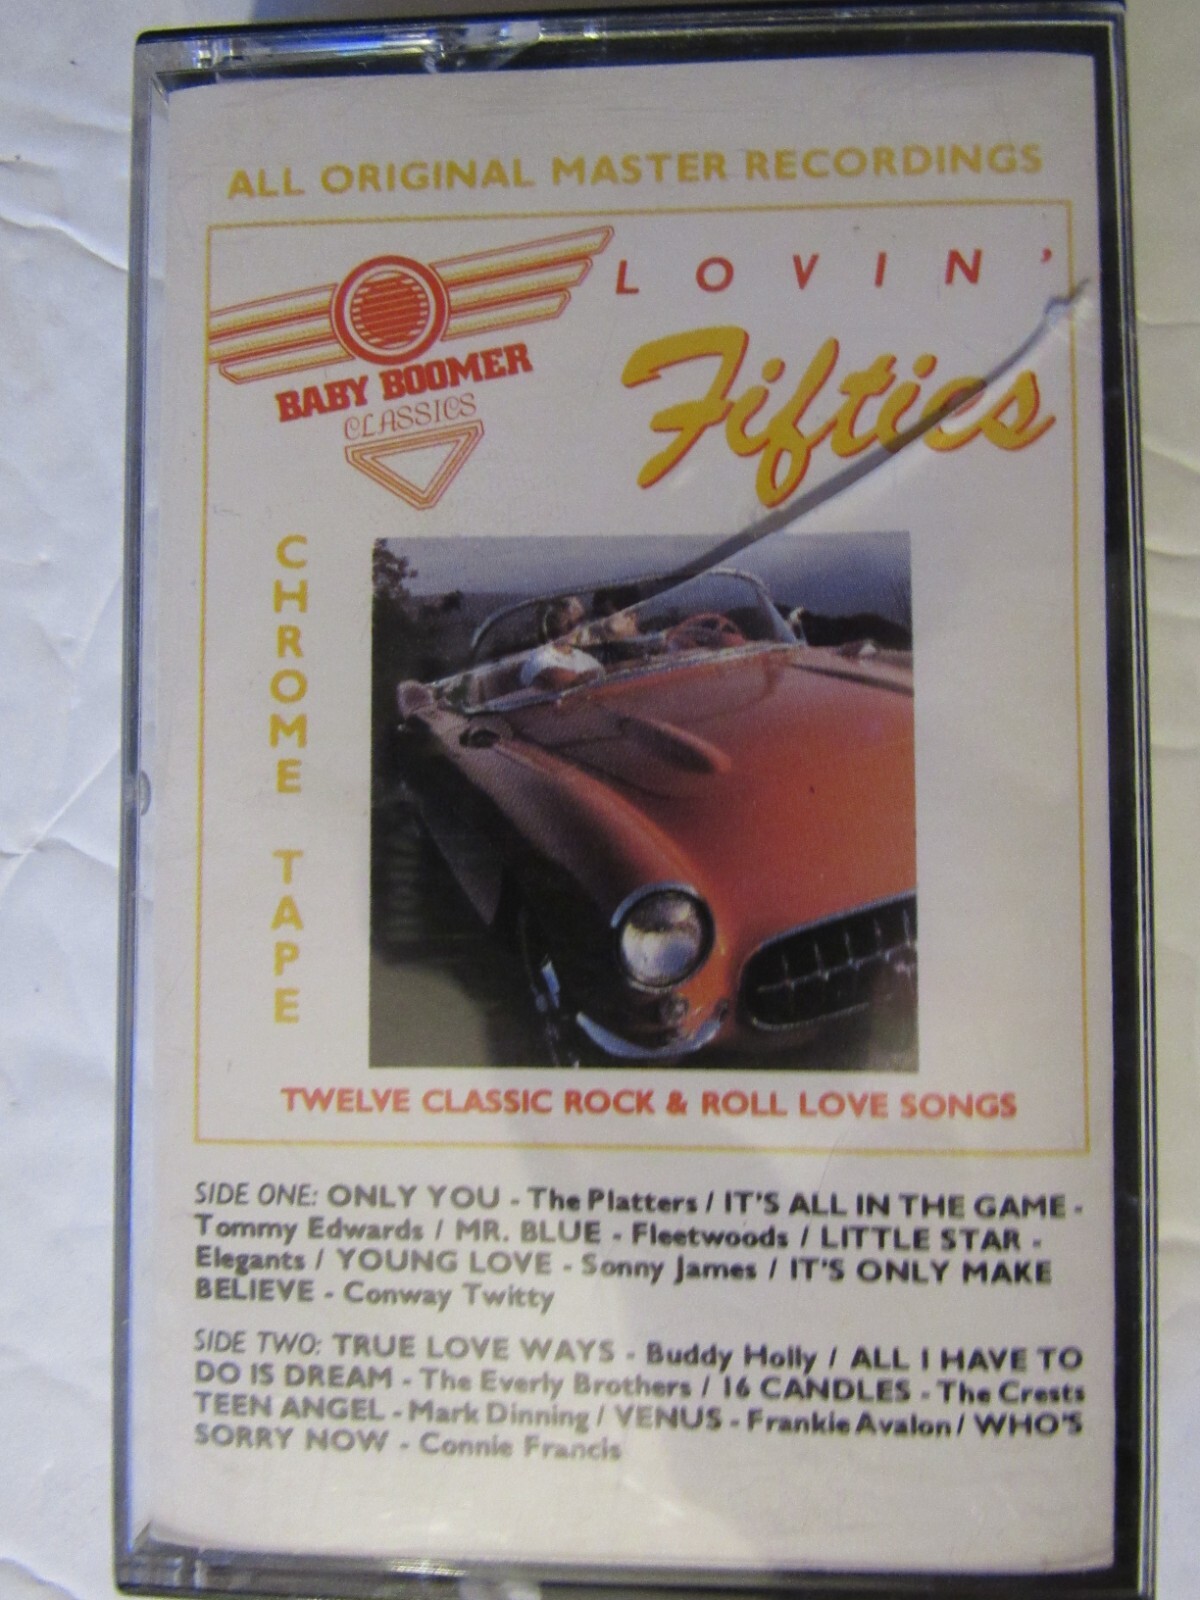 ALL ORIGINAL MASTER RECORDINGS
LOVIN'
Fifties
BABY BOOMER
CLASSICS
CHROME TAPE
TWELVE CLASSIC ROCK & ROLL LOVE SONGS
SIDE ONE: ONLY YOU - The Platters / IT'S ALL IN THE GAME -
Tommy Edwards / MR. BLUE - Fleetwoods / LITTLE STAR -
Elegants / YOUNG LOVE - Sonny James / IT'S ONLY MAKE
BELIEVE - Conway Twitty
SIDE TWO: TRUE LOVE WAYS - Buddy Holly / ALL I HAVE TO
DO IS DREAM - The Everly Brothers / 16 CANDLES - The Crests
TEEN ANGEL - Mark Dinning / VENUS - Frankie Avalon / WHO'S
SORRY NOW - Connie Francis